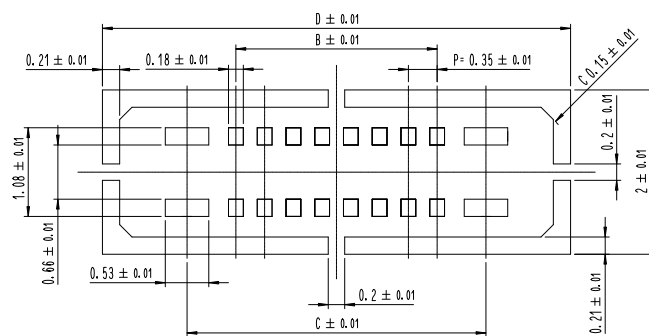 D ± 0.01
B ± 0.01
0.21 ± 0.01
0.18 ± 0.01
P= 0.35 ± 0.01
C 0.15 ± 0.01
0.2 ± 0.01
2 ± 0.01
1.08 ± 0.01
0.66 ± 0.01
0.53 ± 0.01
0.2 ± 0.01
C ± 0.01
0.21 ± 0.01